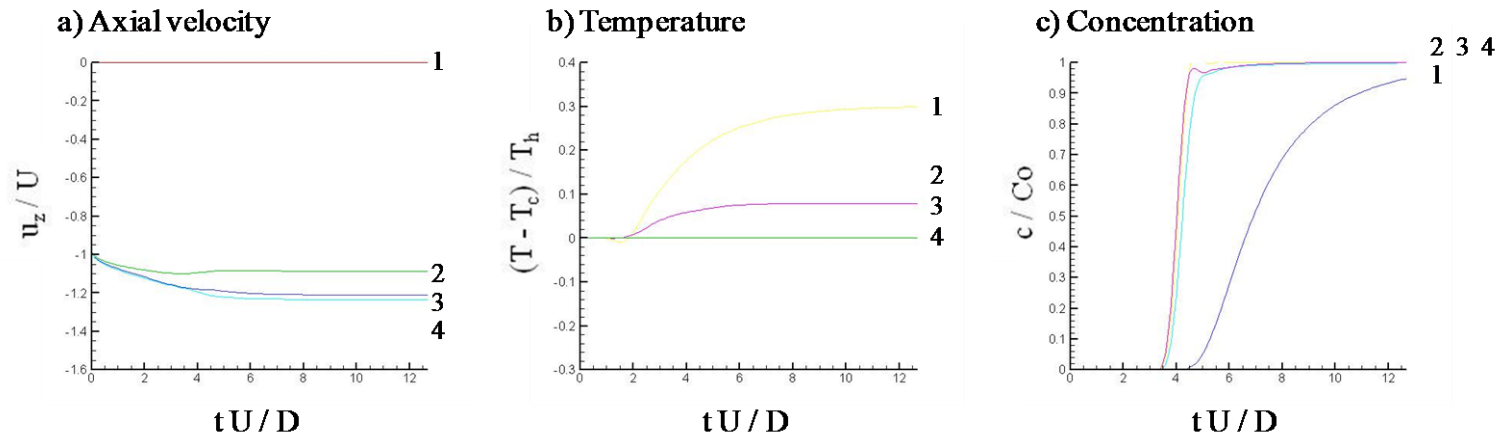 a) Axial velocity
b) Temperature
c) Concentration
2 3 4
1
0
-0.2
-0.4
-0.6
-0.8
-1
-1.2
-1.4
-1.6
u_z / U
0 2 4 6 8 10 12
t U / D
1
2
3
4
0.4
0.3
0.2
0.1
0
-0.1
-0.2
-0.3
(T - T_c) / T_h
0 2 4 6 8 10 12
t U / D
1
2
3
4
1
0.9
0.8
0.7
0.6
0.5
0.4
0.3
0.2
0.1
0
c / Co
0 2 4 6 8 10 12
t U / D